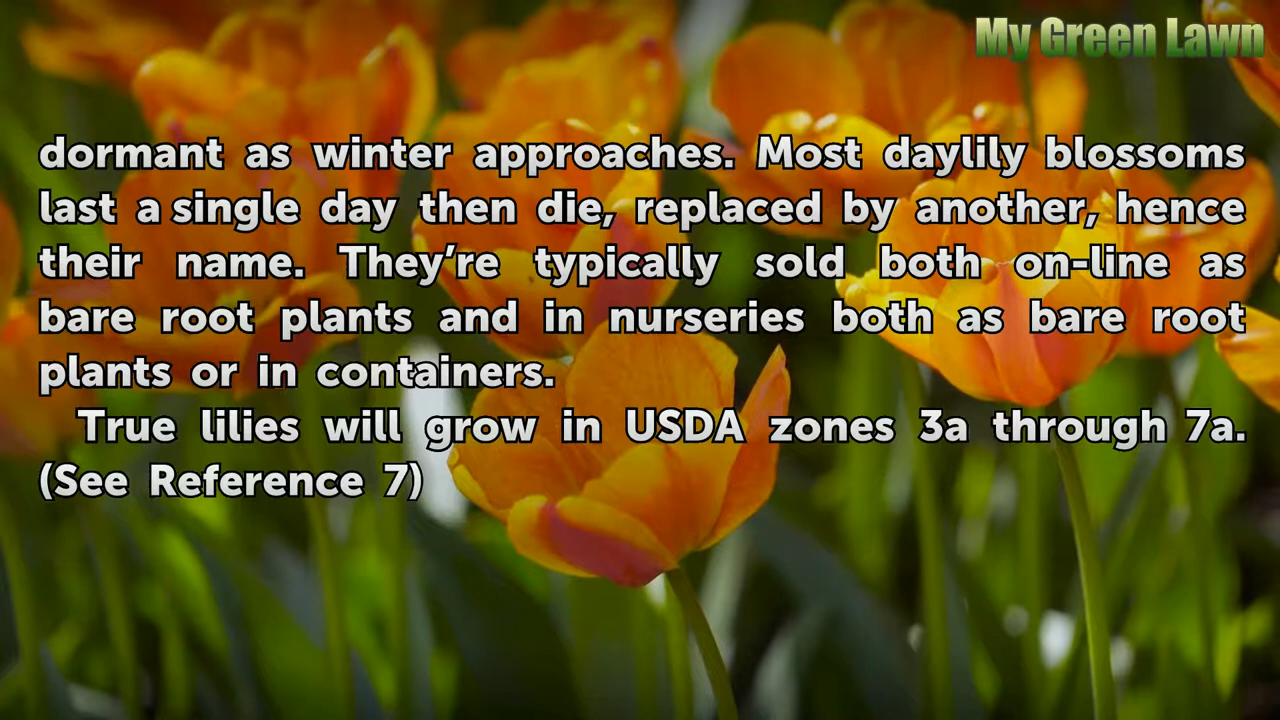 My Green Lawn
dormant as winter approaches. Most daylily blossoms
last a single day then die, replaced by another, hence
their name. They’re typically sold both on-line as
bare root plants and in nurseries both as bare root
plants or in containers.
True lilies will grow in USDA zones 3a through 7a.
(See Reference 7)